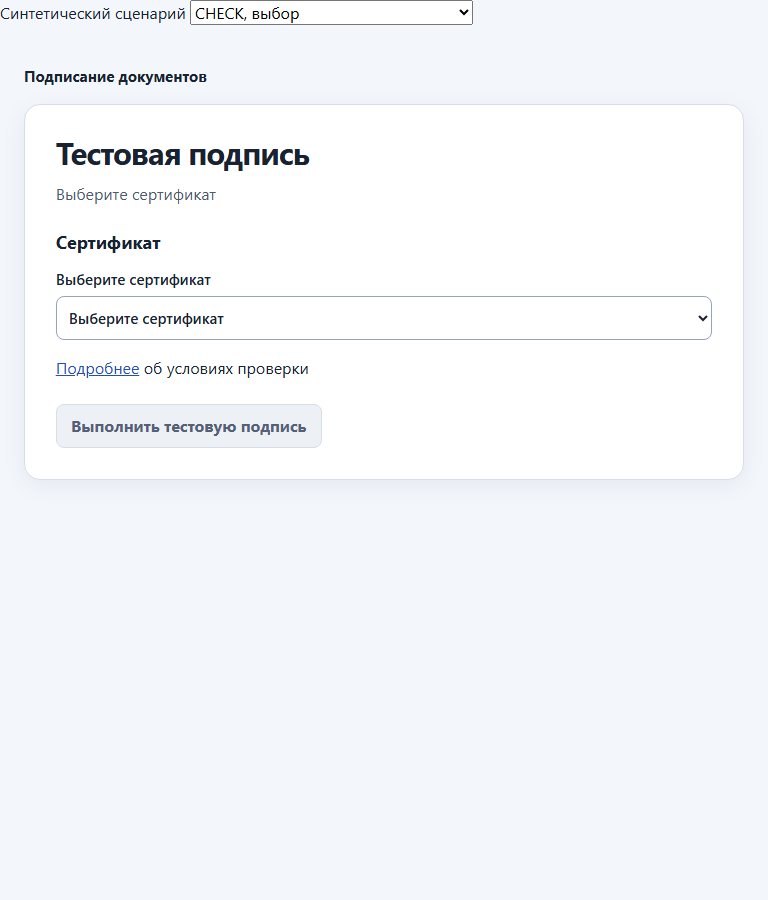 Синтетический сценарий CHECK, выбор
Подписание документов
Тестовая подпись
Выберите сертификат
Сертификат
Выберите сертификат
Выберите сертификат
Подробнее об условиях проверки
Выполнить тестовую подпись